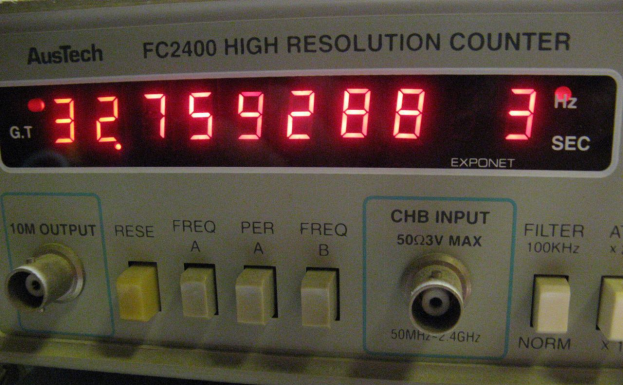 AusTech FC2400 HIGH RESOLUTION COUNTER
G.T 32.759288 3 Hz
SEC
EXPONET
10M OUTPUT
RESE
FREQ
A
PER
A
FREQ
B
CHB INPUT
50Ω3V MAX
50MHz-2.4GHz
FILTER
100KHz
NORM